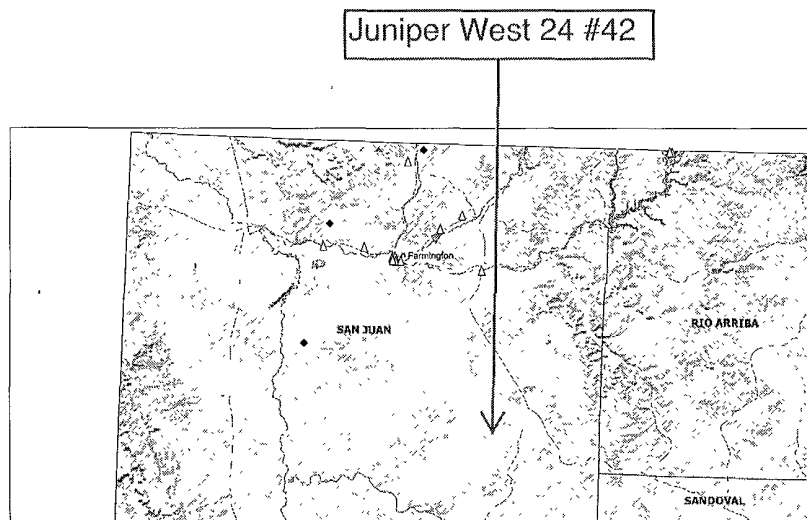 Juniper West 24 #42
Farmington
SAN JUAN
RIO ARRIBA
SANDOVAL